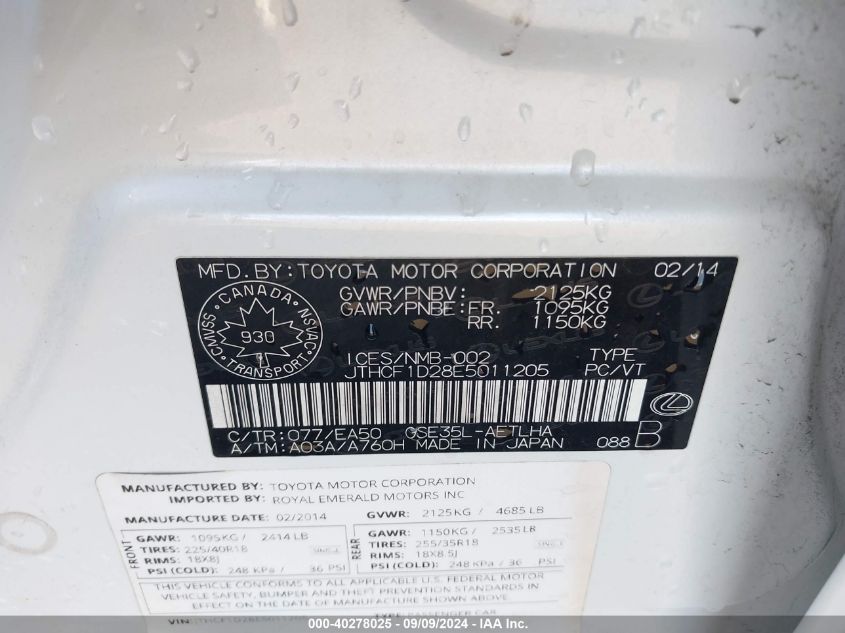 MFD.BY:TOYOTA MOTOR CORPORATION 02/14
GVWR/PNBV: 2125KG
GAWR/PNBE:FR. 1095KG
RR. 1150KG
CANADA
CMVSS NSVAC
930
TRANSPORT
ICES/NMB-002 TYPE
JTHCF1D28E5011205 PC/VT
C/TR:077/EA50 GSE35L-AETLHA
A/TM:A03A/A760H MADE IN JAPAN 088 B
MANUFACTURED BY: TOYOTA MOTOR CORPORATION
IMPORTED BY: ROYAL EMERALD MOTORS INC
MANUFACTURE DATE: 02/2014 GVWR: 2125KG / 4685 LB
FRONT
GAWR: 1095KG / 2414 LB
TIRES: 225/40R18
RIMS: 18X8J
PSI (COLD): 248 KPA / 36 PSI
REAR
GAWR: 1150KG / 2535 LB
TIRES: 255/35R18
RIMS: 18X8.5J
PSI (COLD): 248 KPA / 36 PSI
THIS VEHICLE CONFORMS TO ALL APPLICABLE U.S. FEDERAL MOTOR
VEHICLE SAFETY, BUMPER AND THEFT PREVENTION STANDARDS IN
EFFECT ON THE DATE OF MANUFACTURE SHOWN ABOVE.
000-40278025 - 09/09/2024 - IAA Inc.